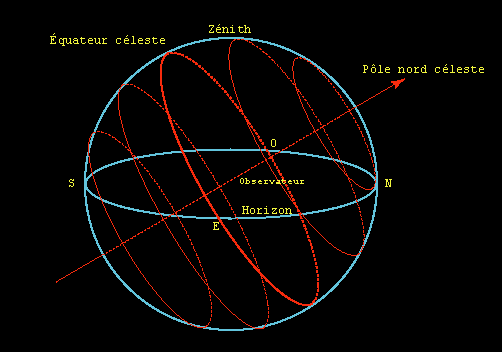 Zénith
Équateur céleste
Pôle nord céleste
O
S
Observateur
N
Horizon
E